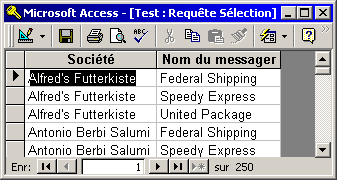 Microsoft Access - [Test : Requête Sélection]
Société Nom du messager
Alfred's Futterkiste Federal Shipping
Alfred's Futterkiste Speedy Express
Alfred's Futterkiste United Package
Antonio Berbi Salumi Federal Shipping
Antonio Berbi Salumi Speedy Express
Enr: 1 sur 250